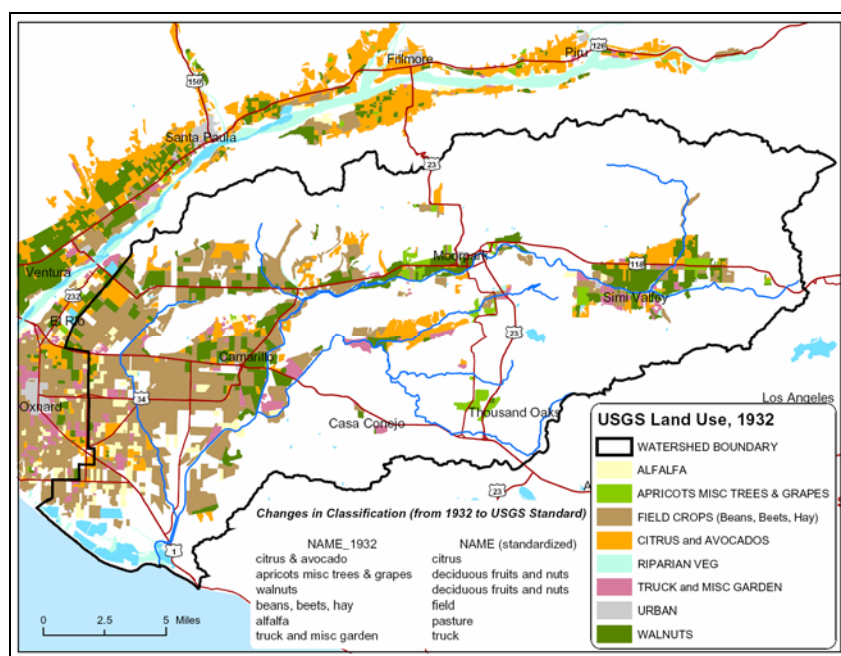 126
Piru
Fillmore
150
Santa Paula
23
Moorpark
118
Ventura
Simi Valley
232
El Rio
23
Camarillo
34
Oxnard
Thousand Oaks
Los Angeles
Casa Conejo
23
A
1
USGS Land Use, 1932
WATERSHED BOUNDARY
ALFALFA
APRICOTS MISC TREES & GRAPES
FIELD CROPS (Beans, Beets, Hay)
CITRUS and AVOCADOS
RIPARIAN VEG
TRUCK and MISC GARDEN
URBAN
WALNUTS
Changes in Classification (from 1932 to USGS Standard)
NAME_1932 NAME (standardized)
citrus & avocado citrus
apricots misc trees & grapes deciduous fruits and nuts
walnuts deciduous fruits and nuts
beans, beets, hay field
alfalfa pasture
truck and misc garden truck
0 2.5 5 Miles